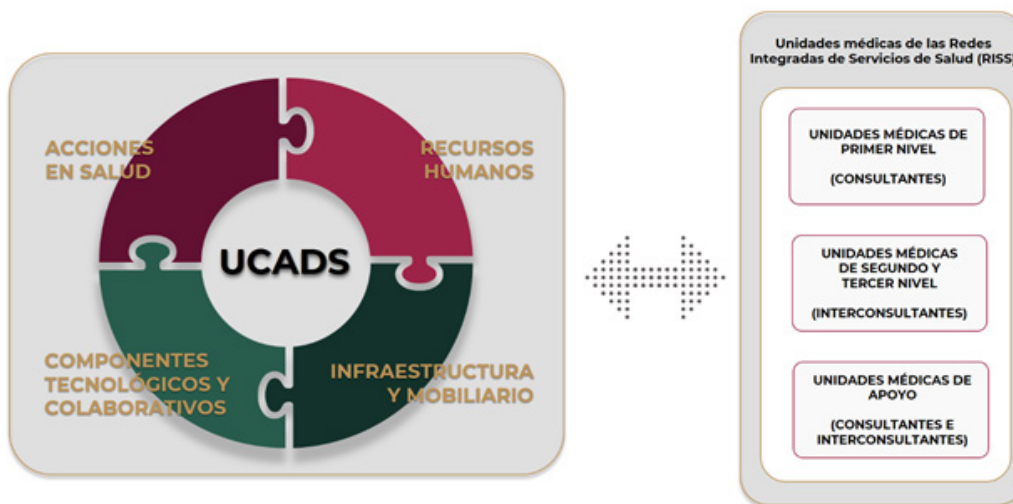 ACCIONES
EN SALUD
RECURSOS
HUMANOS
UCADS
COMPONENTES
TECNOLÓGICOS Y
COLABORATIVOS
INFRAESTRUCTURA
Y MOBILIARIO
Unidades médicas de las Redes
Integradas de Servicios de Salud (RISS)
UNIDADES MÉDICAS DE
PRIMER NIVEL
(CONSULTANTES)
UNIDADES MÉDICAS
DE SEGUNDO Y
TERCER NIVEL
(INTERCONSULTANTES)
UNIDADES MÉDICAS DE
APOYO
(CONSULTANTES E
INTERCONSULTANTES)